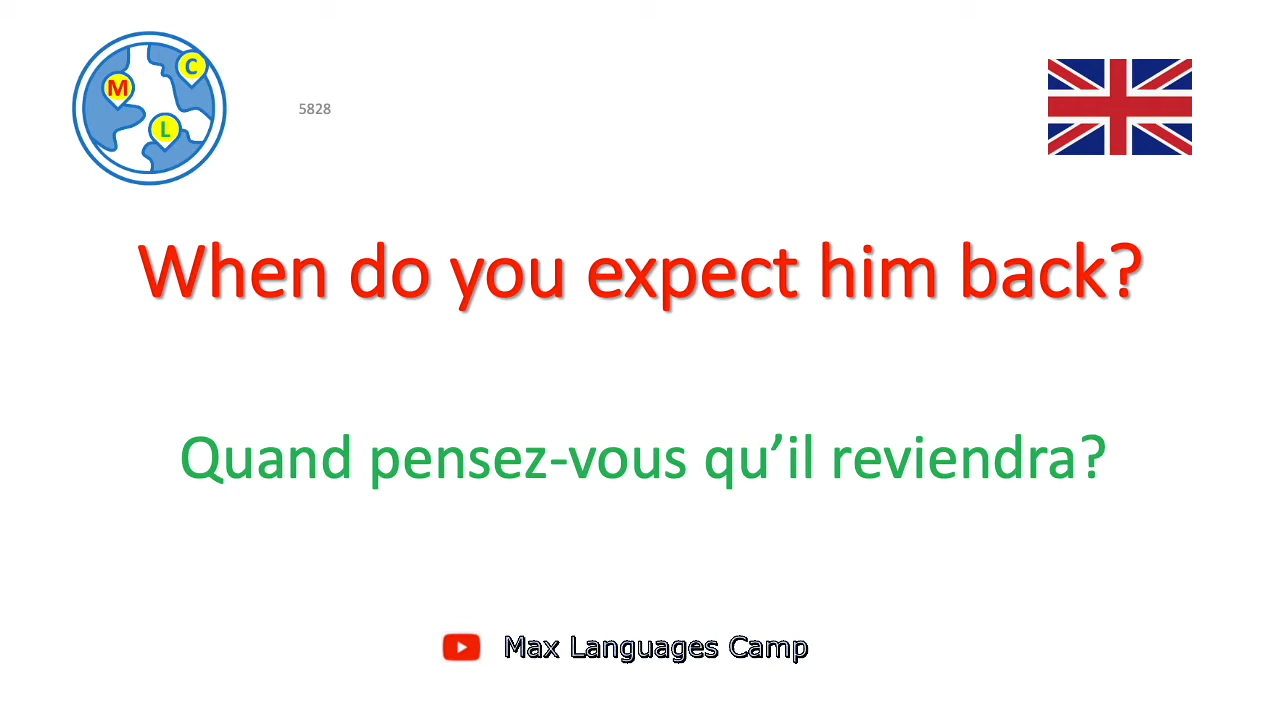 M
C
L
5828
When do you expect him back?
Quand pensez-vous qu’il reviendra?
Max Languages Camp